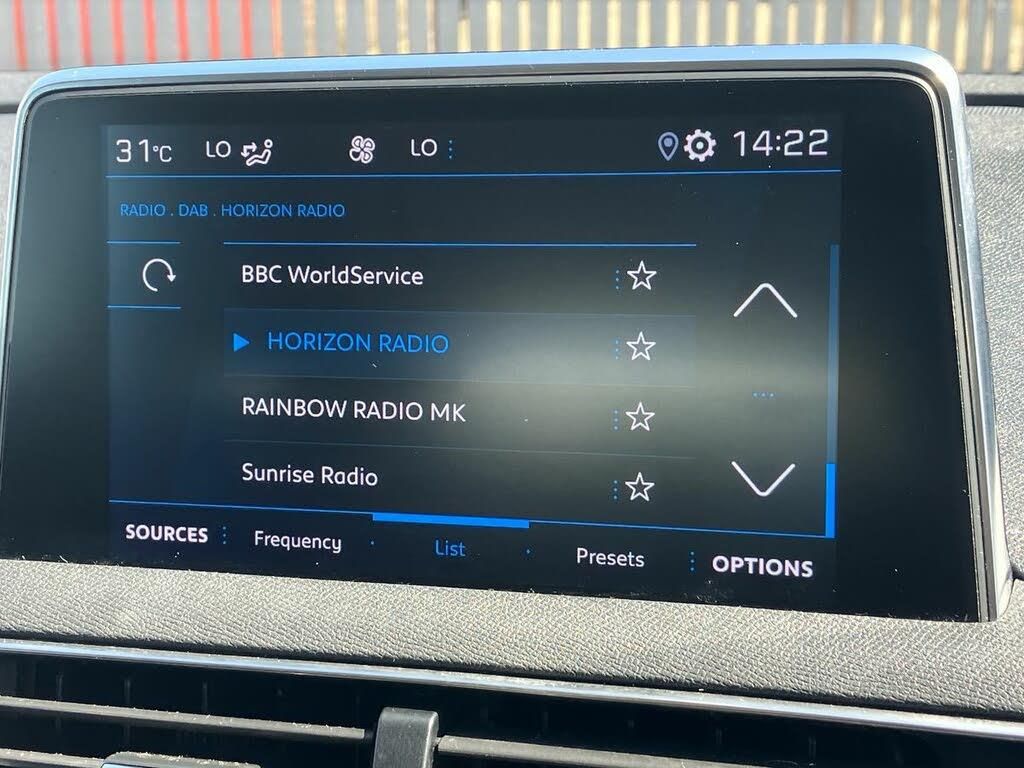 31°C LO LO 14:22
RADIO . DAB . HORIZON RADIO
BBC WorldService
HORIZON RADIO
RAINBOW RADIO MK
Sunrise Radio
SOURCES Frequency List Presets OPTIONS